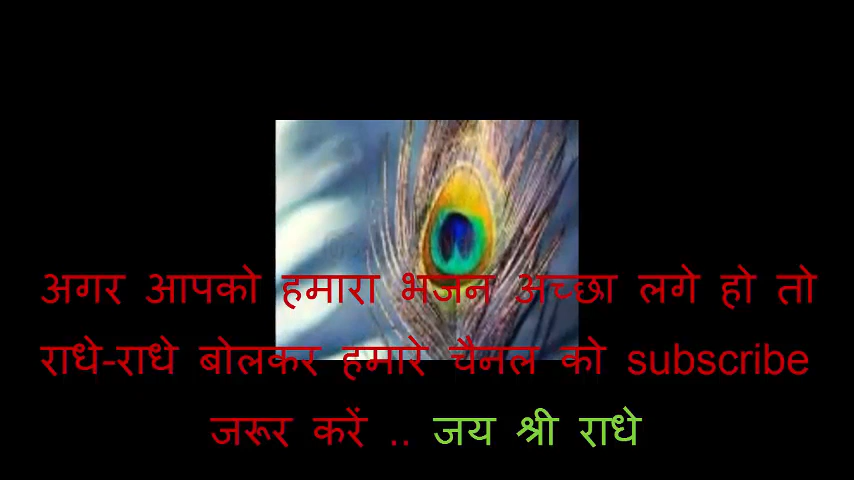 अगर आपको हमारा भजन अच्छा लगे हो तो
राधे-राधे बोलकर हमारे चैनल को subscribe
जरूर करें .. जय श्री राधे